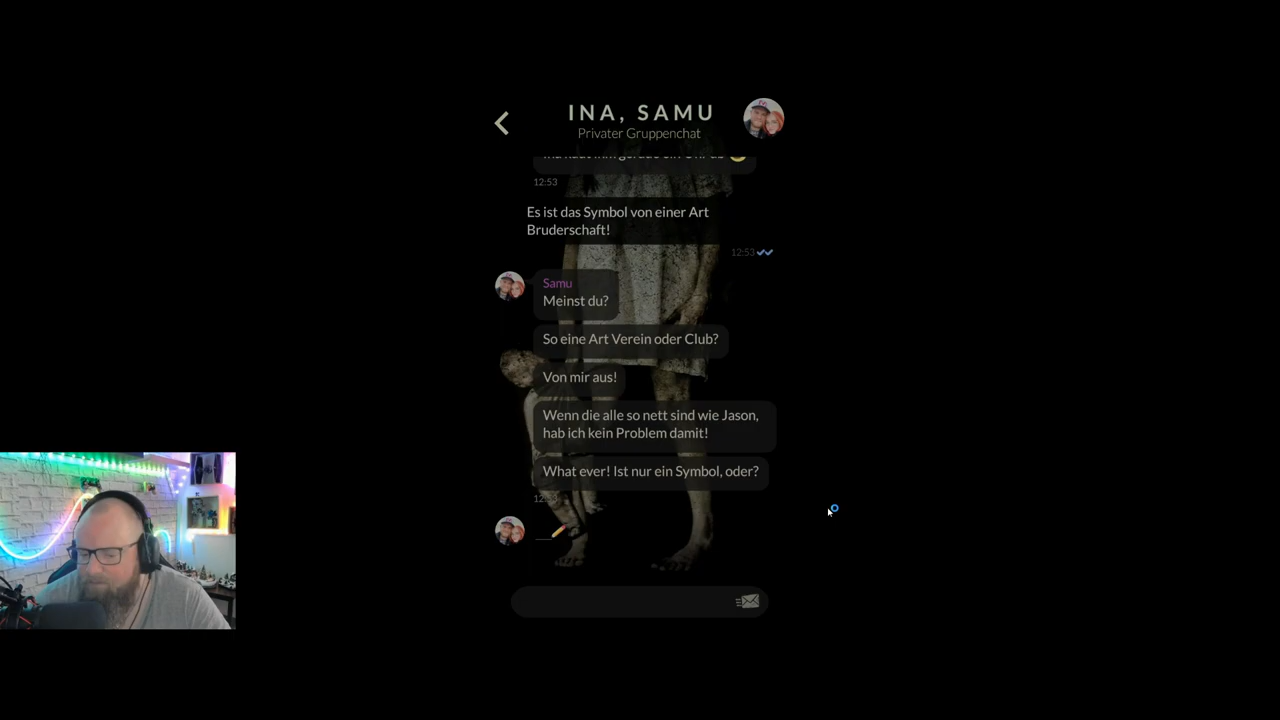 INA, SAMU
Privater Gruppenchat
12:53
Es ist das Symbol von einer Art
Bruderschaft!
12:53
Samu
Meinst du?
So eine Art Verein oder Club?
Von mir aus!
Wenn die alle so nett sind wie Jason,
hab ich kein Problem damit!
What ever! Ist nur ein Symbol, oder?
12:53